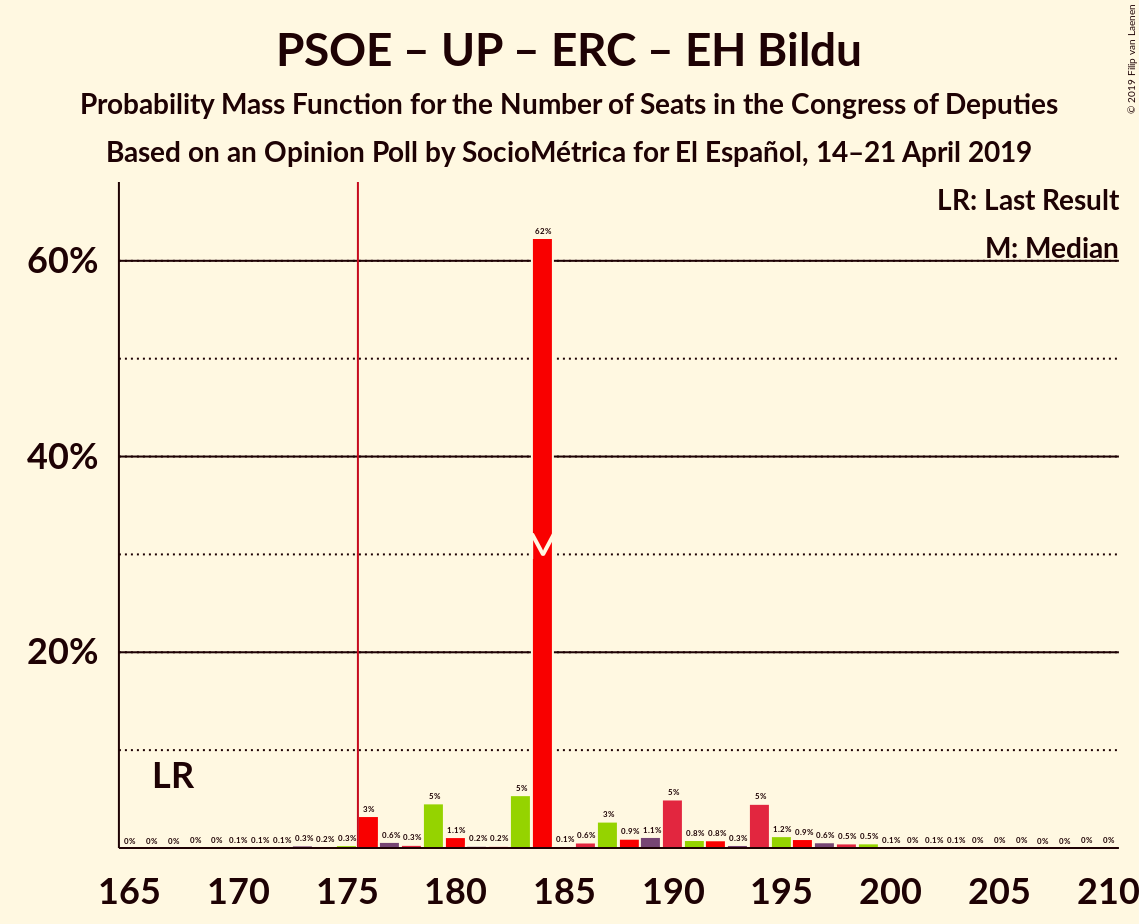 PSOE – UP – ERC – EH Bildu
Probability Mass Function for the Number of Seats in the Congress of Deputies
Based on an Opinion Poll by SocioMétrica for El Español, 14–21 April 2019
© 2019 Filip van Laenen
LR: Last Result
M: Median
60%
40%
20%
LR
62%
0% 0% 0% 0% 0% 0.1% 0.1% 0.1% 0.3% 0.2% 0.3% 3% 0.6% 0.3% 5% 1.1% 0.2% 0.2% 5% 0.1% 0.6% 3% 0.9% 1.1% 5% 0.8% 0.8% 0.3% 5% 1.2% 0.9% 0.6% 0.5% 0.5% 0.1% 0% 0.1% 0.1% 0% 0% 0% 0% 0% 0% 0%
165 170 175 180 185 190 195 200 205 210